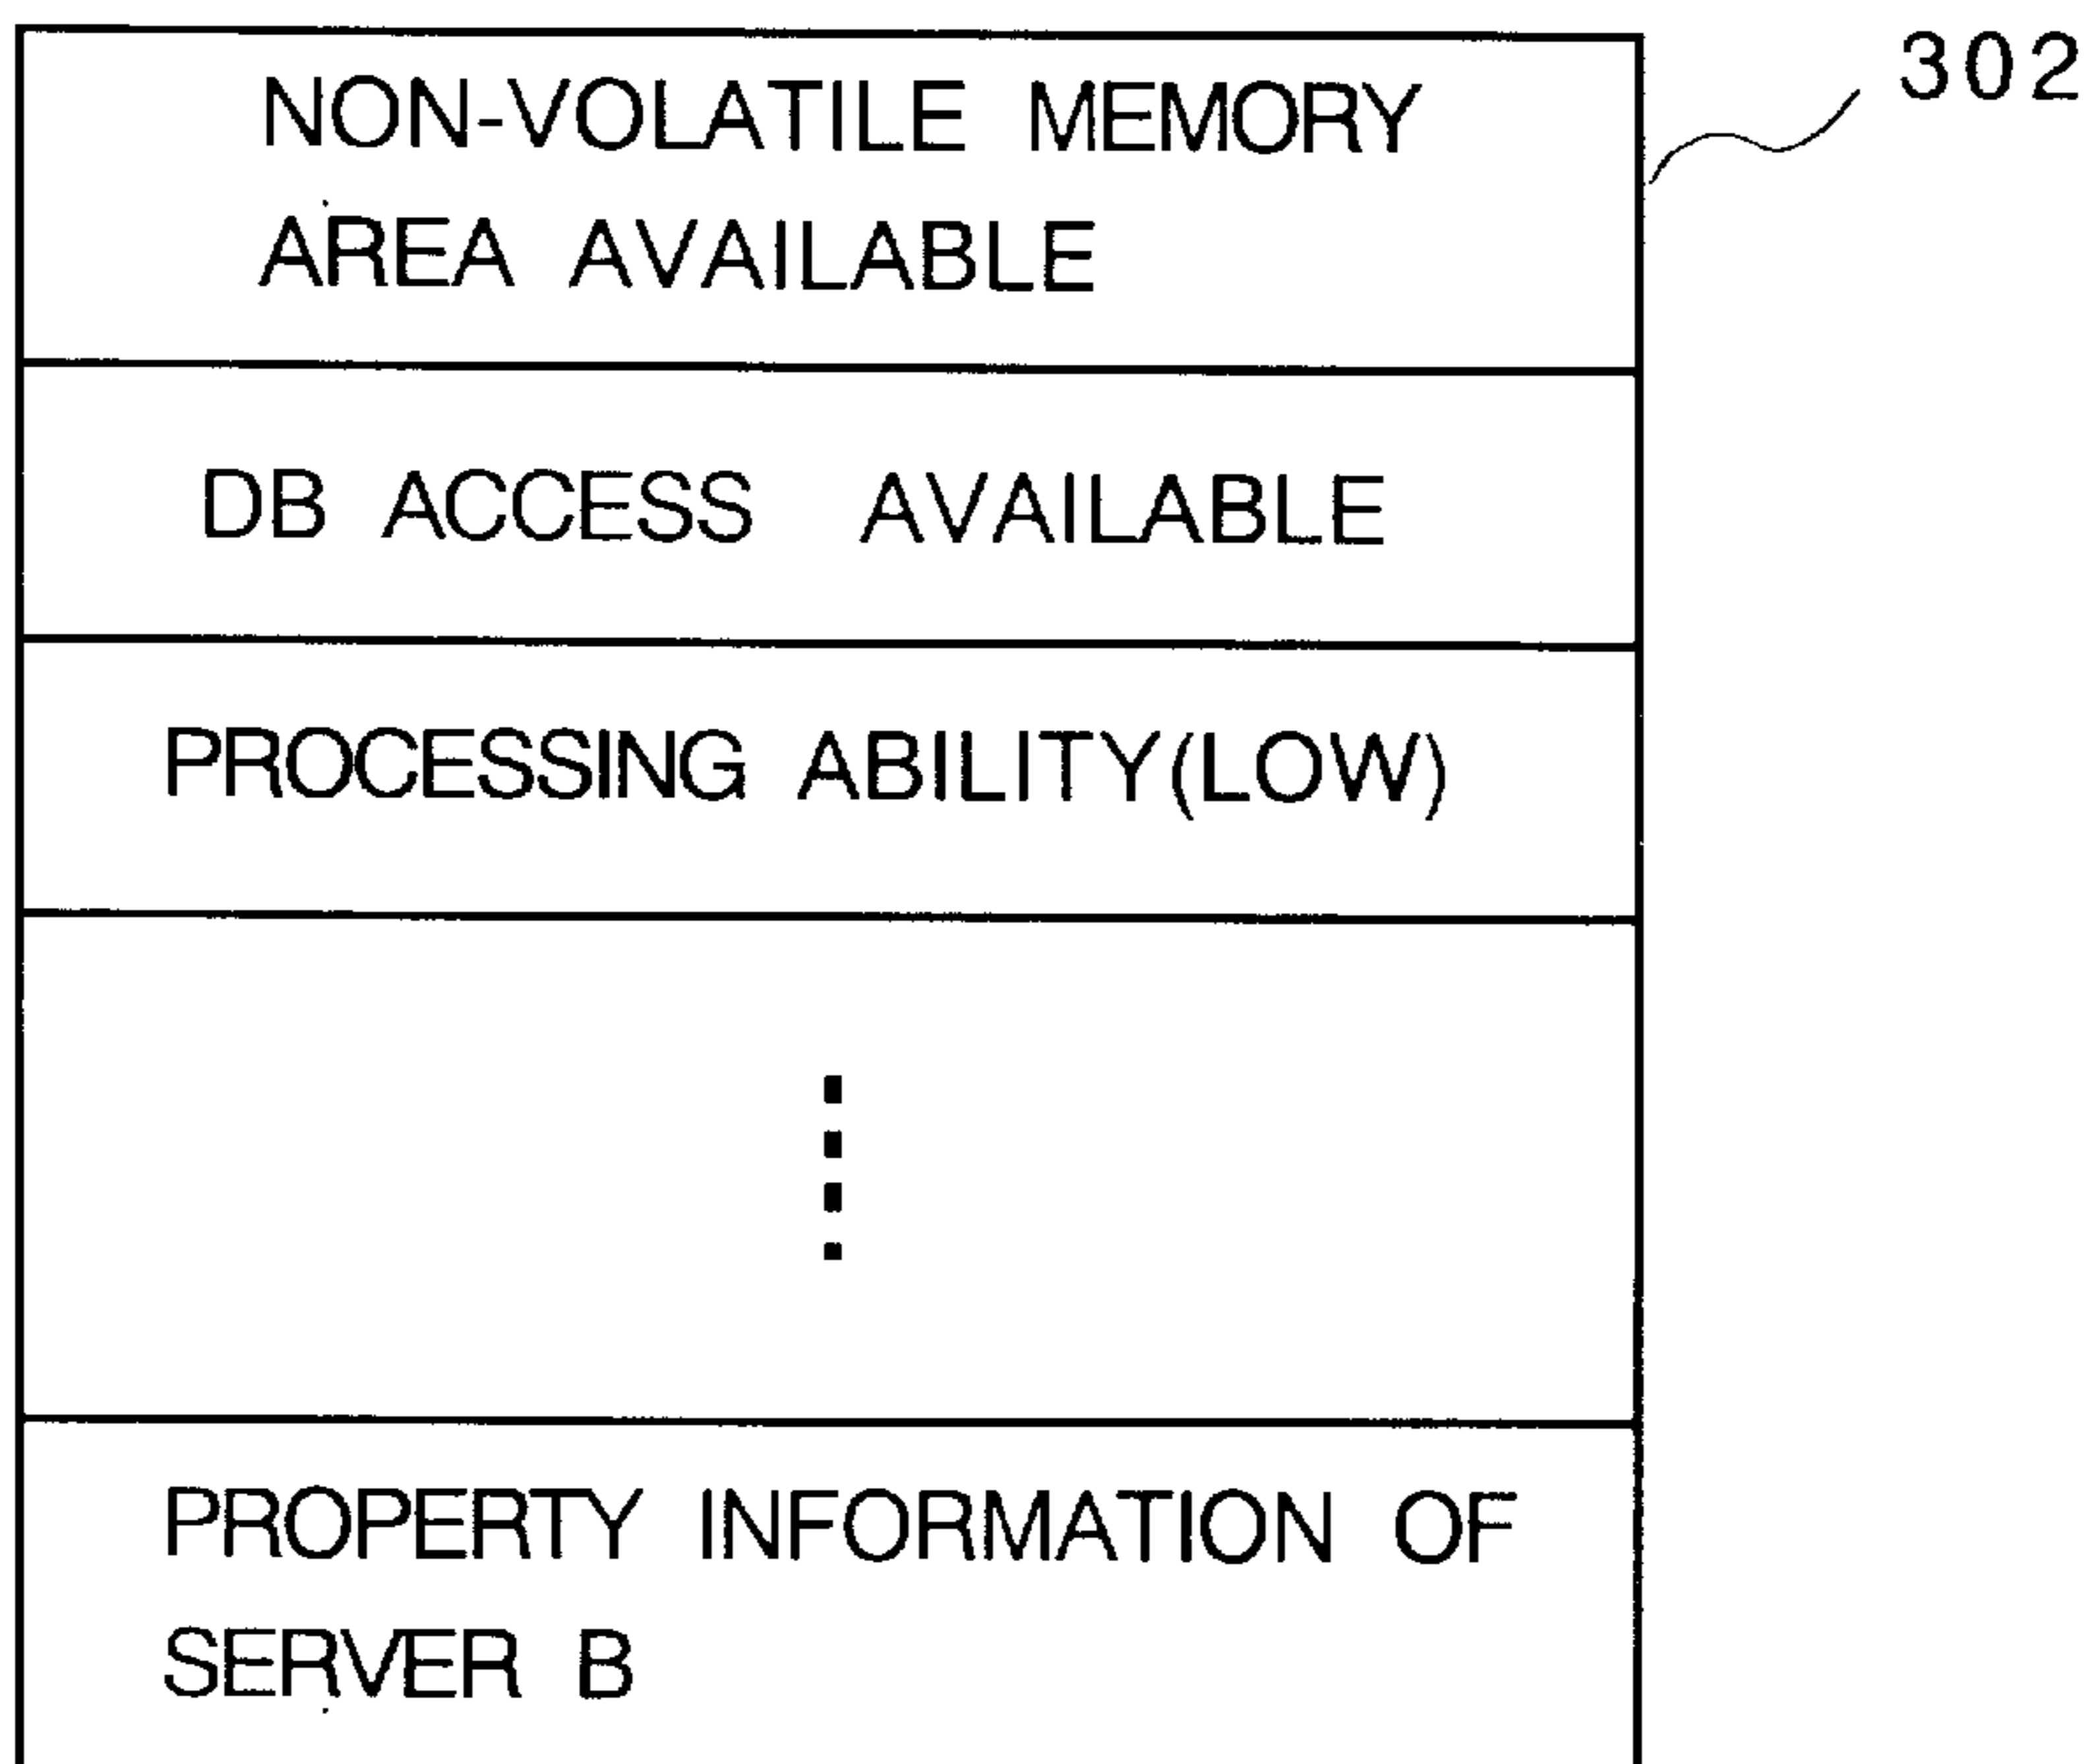 302
NON-VOLATILE MEMORY
AREA AVAILABLE
DB ACCESS AVAILABLE
PROCESSING ABILITY(LOW)
PROPERTY INFORMATION OF
SERVER B